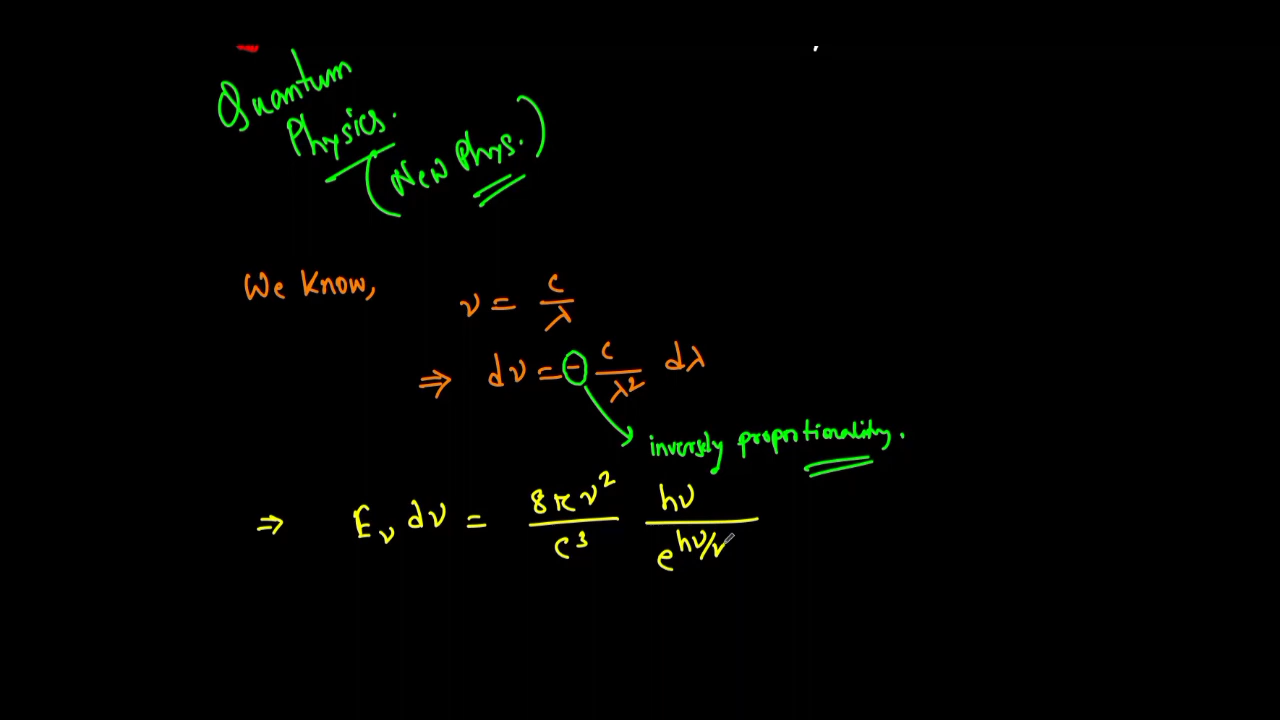 Quantum
Physics.
(New Phys.)
We know,
ν = c/λ
⇒ dν = - c/λ² dλ
inversely proportionality.
⇒ E_ν dν = 8πν²/c³ hν/e^hν/